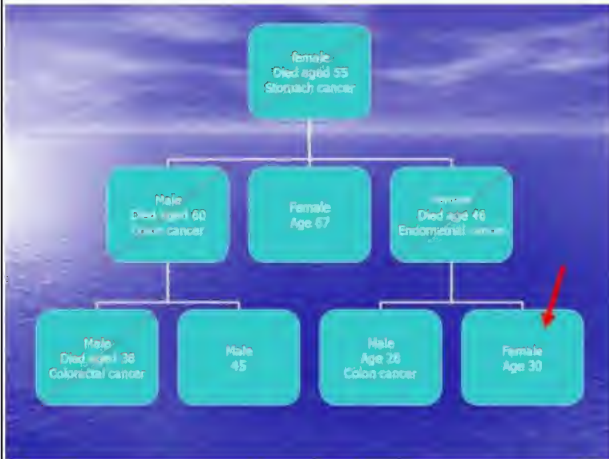 female
Died aged 55
Stomach cancer
Male
Died aged 60
Colon cancer
Female
Age 67
Died age 46
Endometrial cancer
Male
Died aged 38
Colorectal cancer
Male
45
Male
Age 26
Colon cancer
Female
Age 30